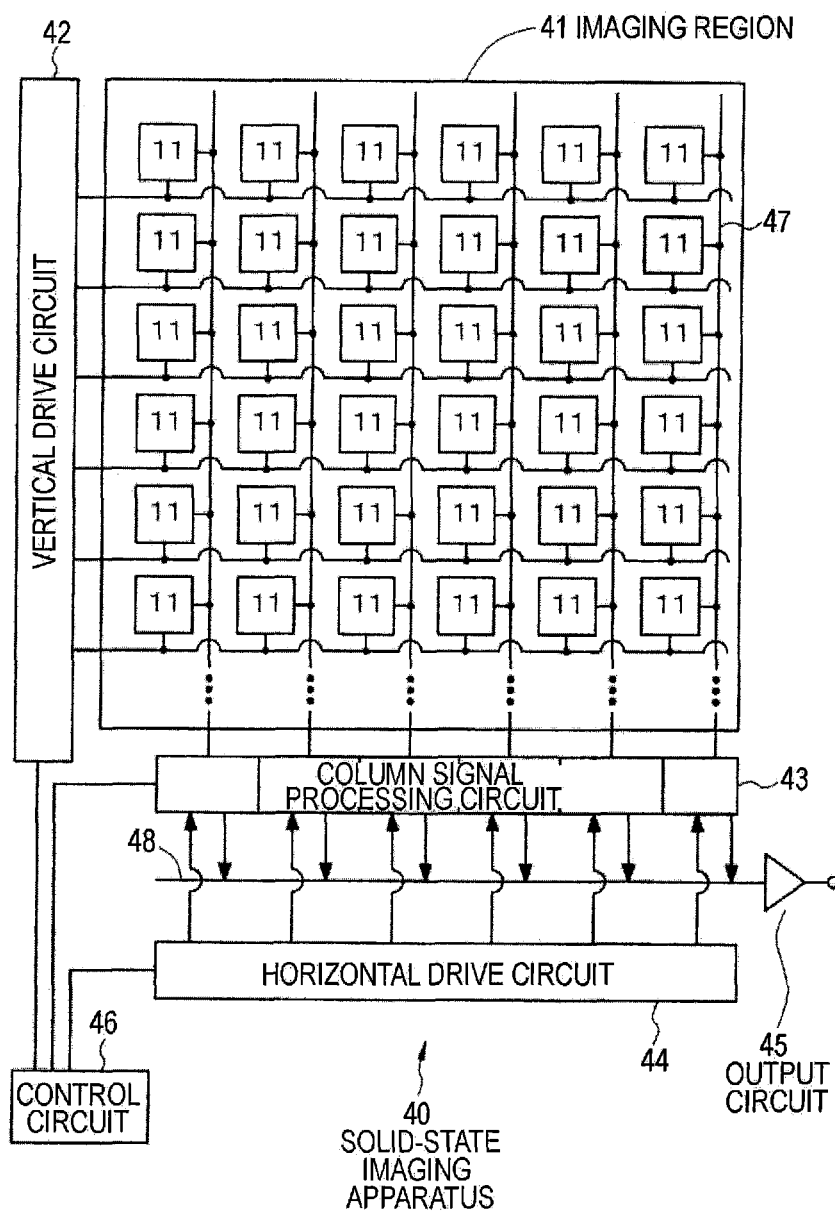 42
41 IMAGING REGION
11 11 11 11 11 11
11 11 11 11 11 11
47
11 11 11 11 11 11
11 11 11 11 11 11
11 11 11 11 11 11
11 11 11 11 11 11
VERTICAL DRIVE CIRCUIT
COLUMN SIGNAL
PROCESSING CIRCUIT
43
48
HORIZONTAL DRIVE CIRCUIT
46
44
45
OUTPUT
CIRCUIT
CONTROL
CIRCUIT
40
SOLID-STATE
IMAGING
APPARATUS